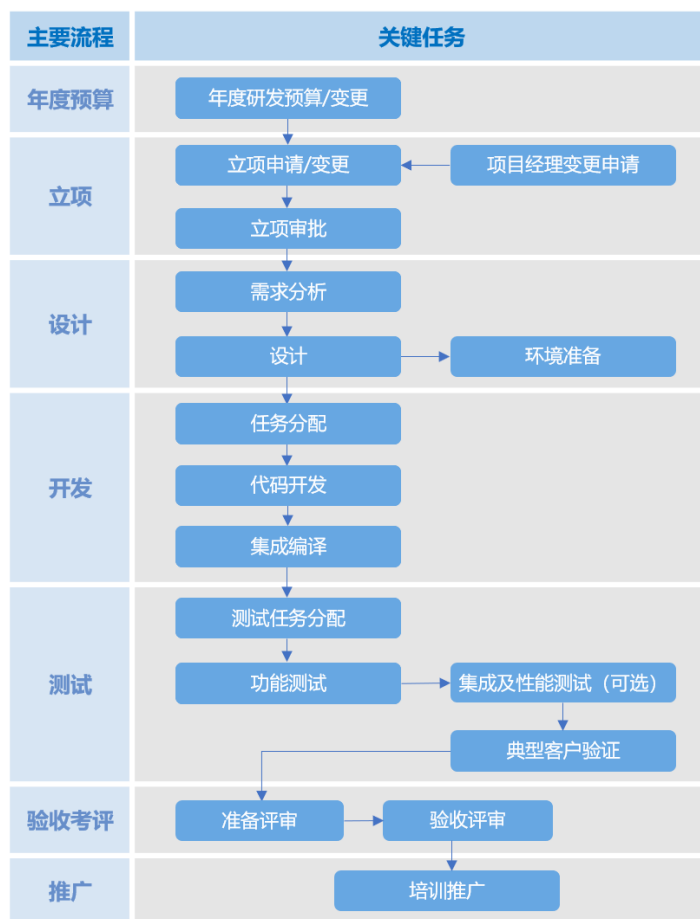 主要流程
关键任务
年度预算
年度研发预算/变更
立项
立项申请/变更
项目经理变更申请
立项审批
设计
需求分析
设计
环境准备
开发
任务分配
代码开发
集成编译
测试
测试任务分配
功能测试
集成及性能测试（可选）
典型客户验证
验收考评
准备评审
验收评审
推广
培训推广